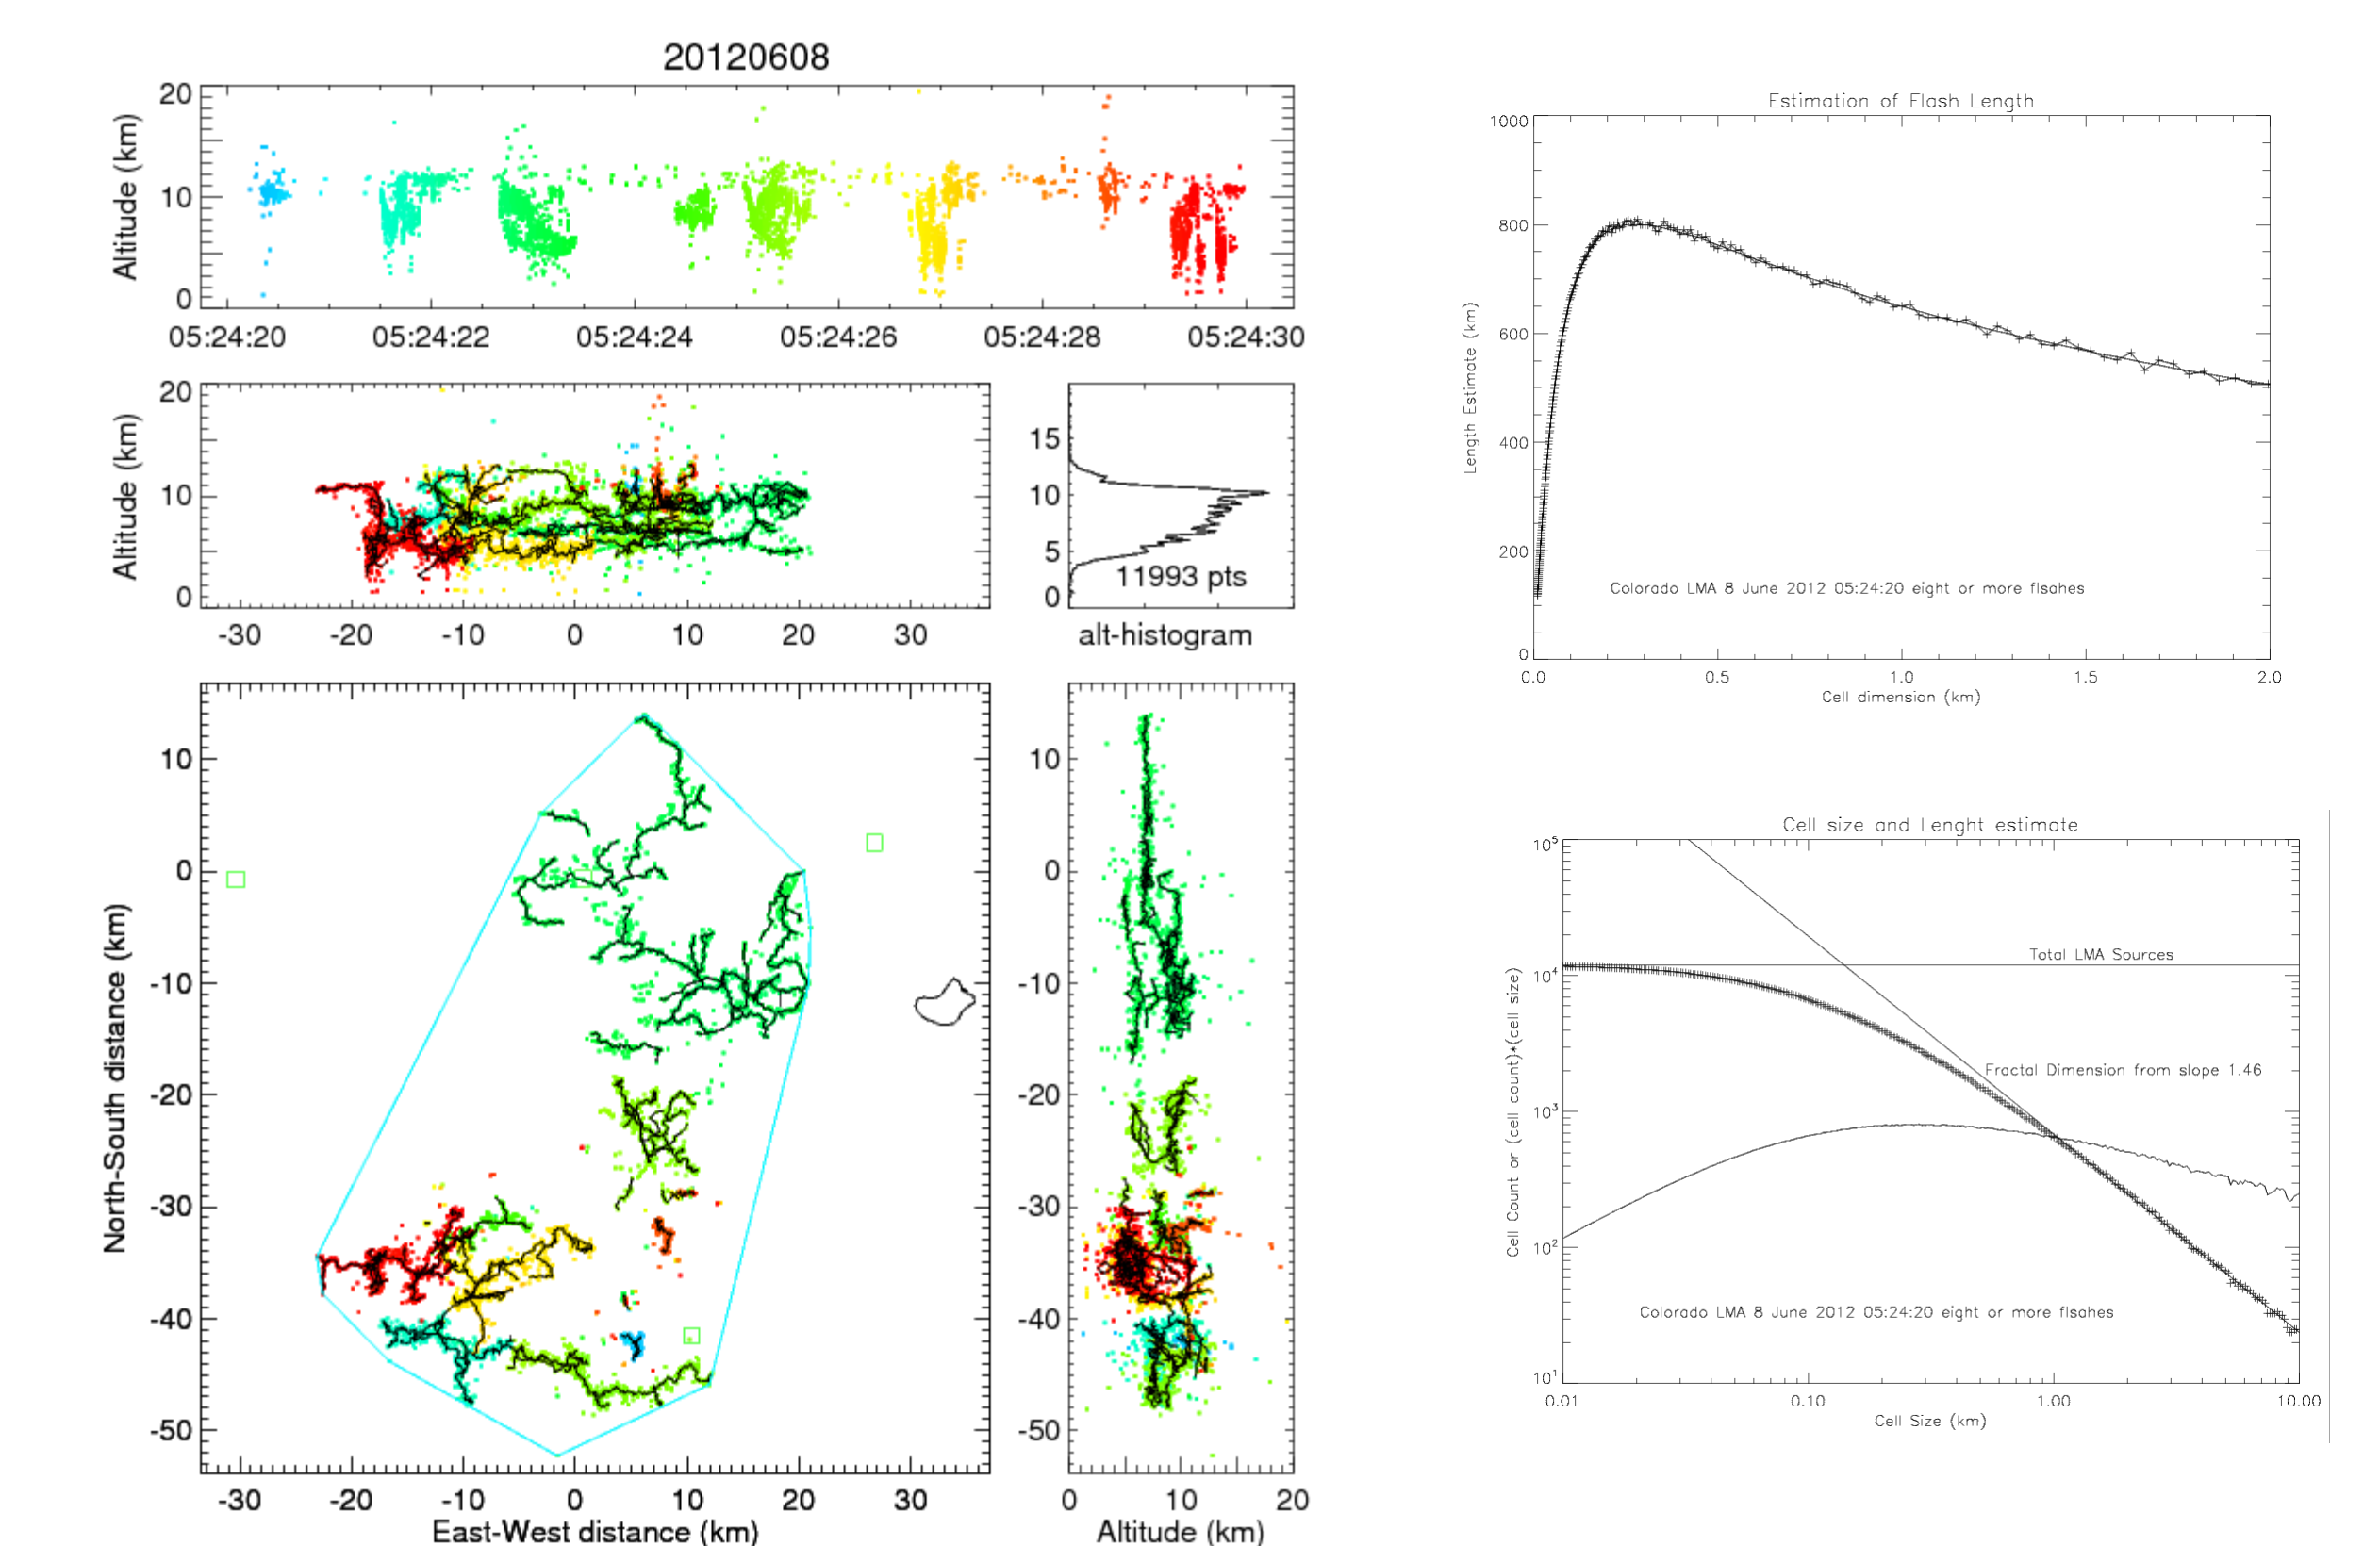 20120608
Altitude (km)
20
10
0
05:24:20 05:24:22 05:24:24 05:24:26 05:24:28 05:24:30
Altitude (km)
20
10
0
-30 -20 -10 0 10 20 30
15
10
5
0
11993 pts
alt-histogram
North-South distance (km)
10
0
-10
-20
-30
-40
-50
-30 -20 -10 0 10 20 30
East-West distance (km)
10
0
-10
-20
-30
-40
-50
0 10 20
Altitude (km)
Estimation of Flash Length
Length Estimate (km)
1000
800
600
400
200
0
Colorado LMA 8 June 2012 05:24:20 eight or more flsahes
0.0 0.5 1.0 1.5 2.0
Cell dimension (km)
Cell size and Lenght estimate
Cell Count or (cell count)*(cell size)
10⁵
10⁴
10³
10²
10¹
Total LMA Sources
Fractal Dimension from slope 1.46
Colorado LMA 8 June 2012 05:24:20 eight or more flsahes
0.01 0.10 1.00 10.00
Cell Size (km)